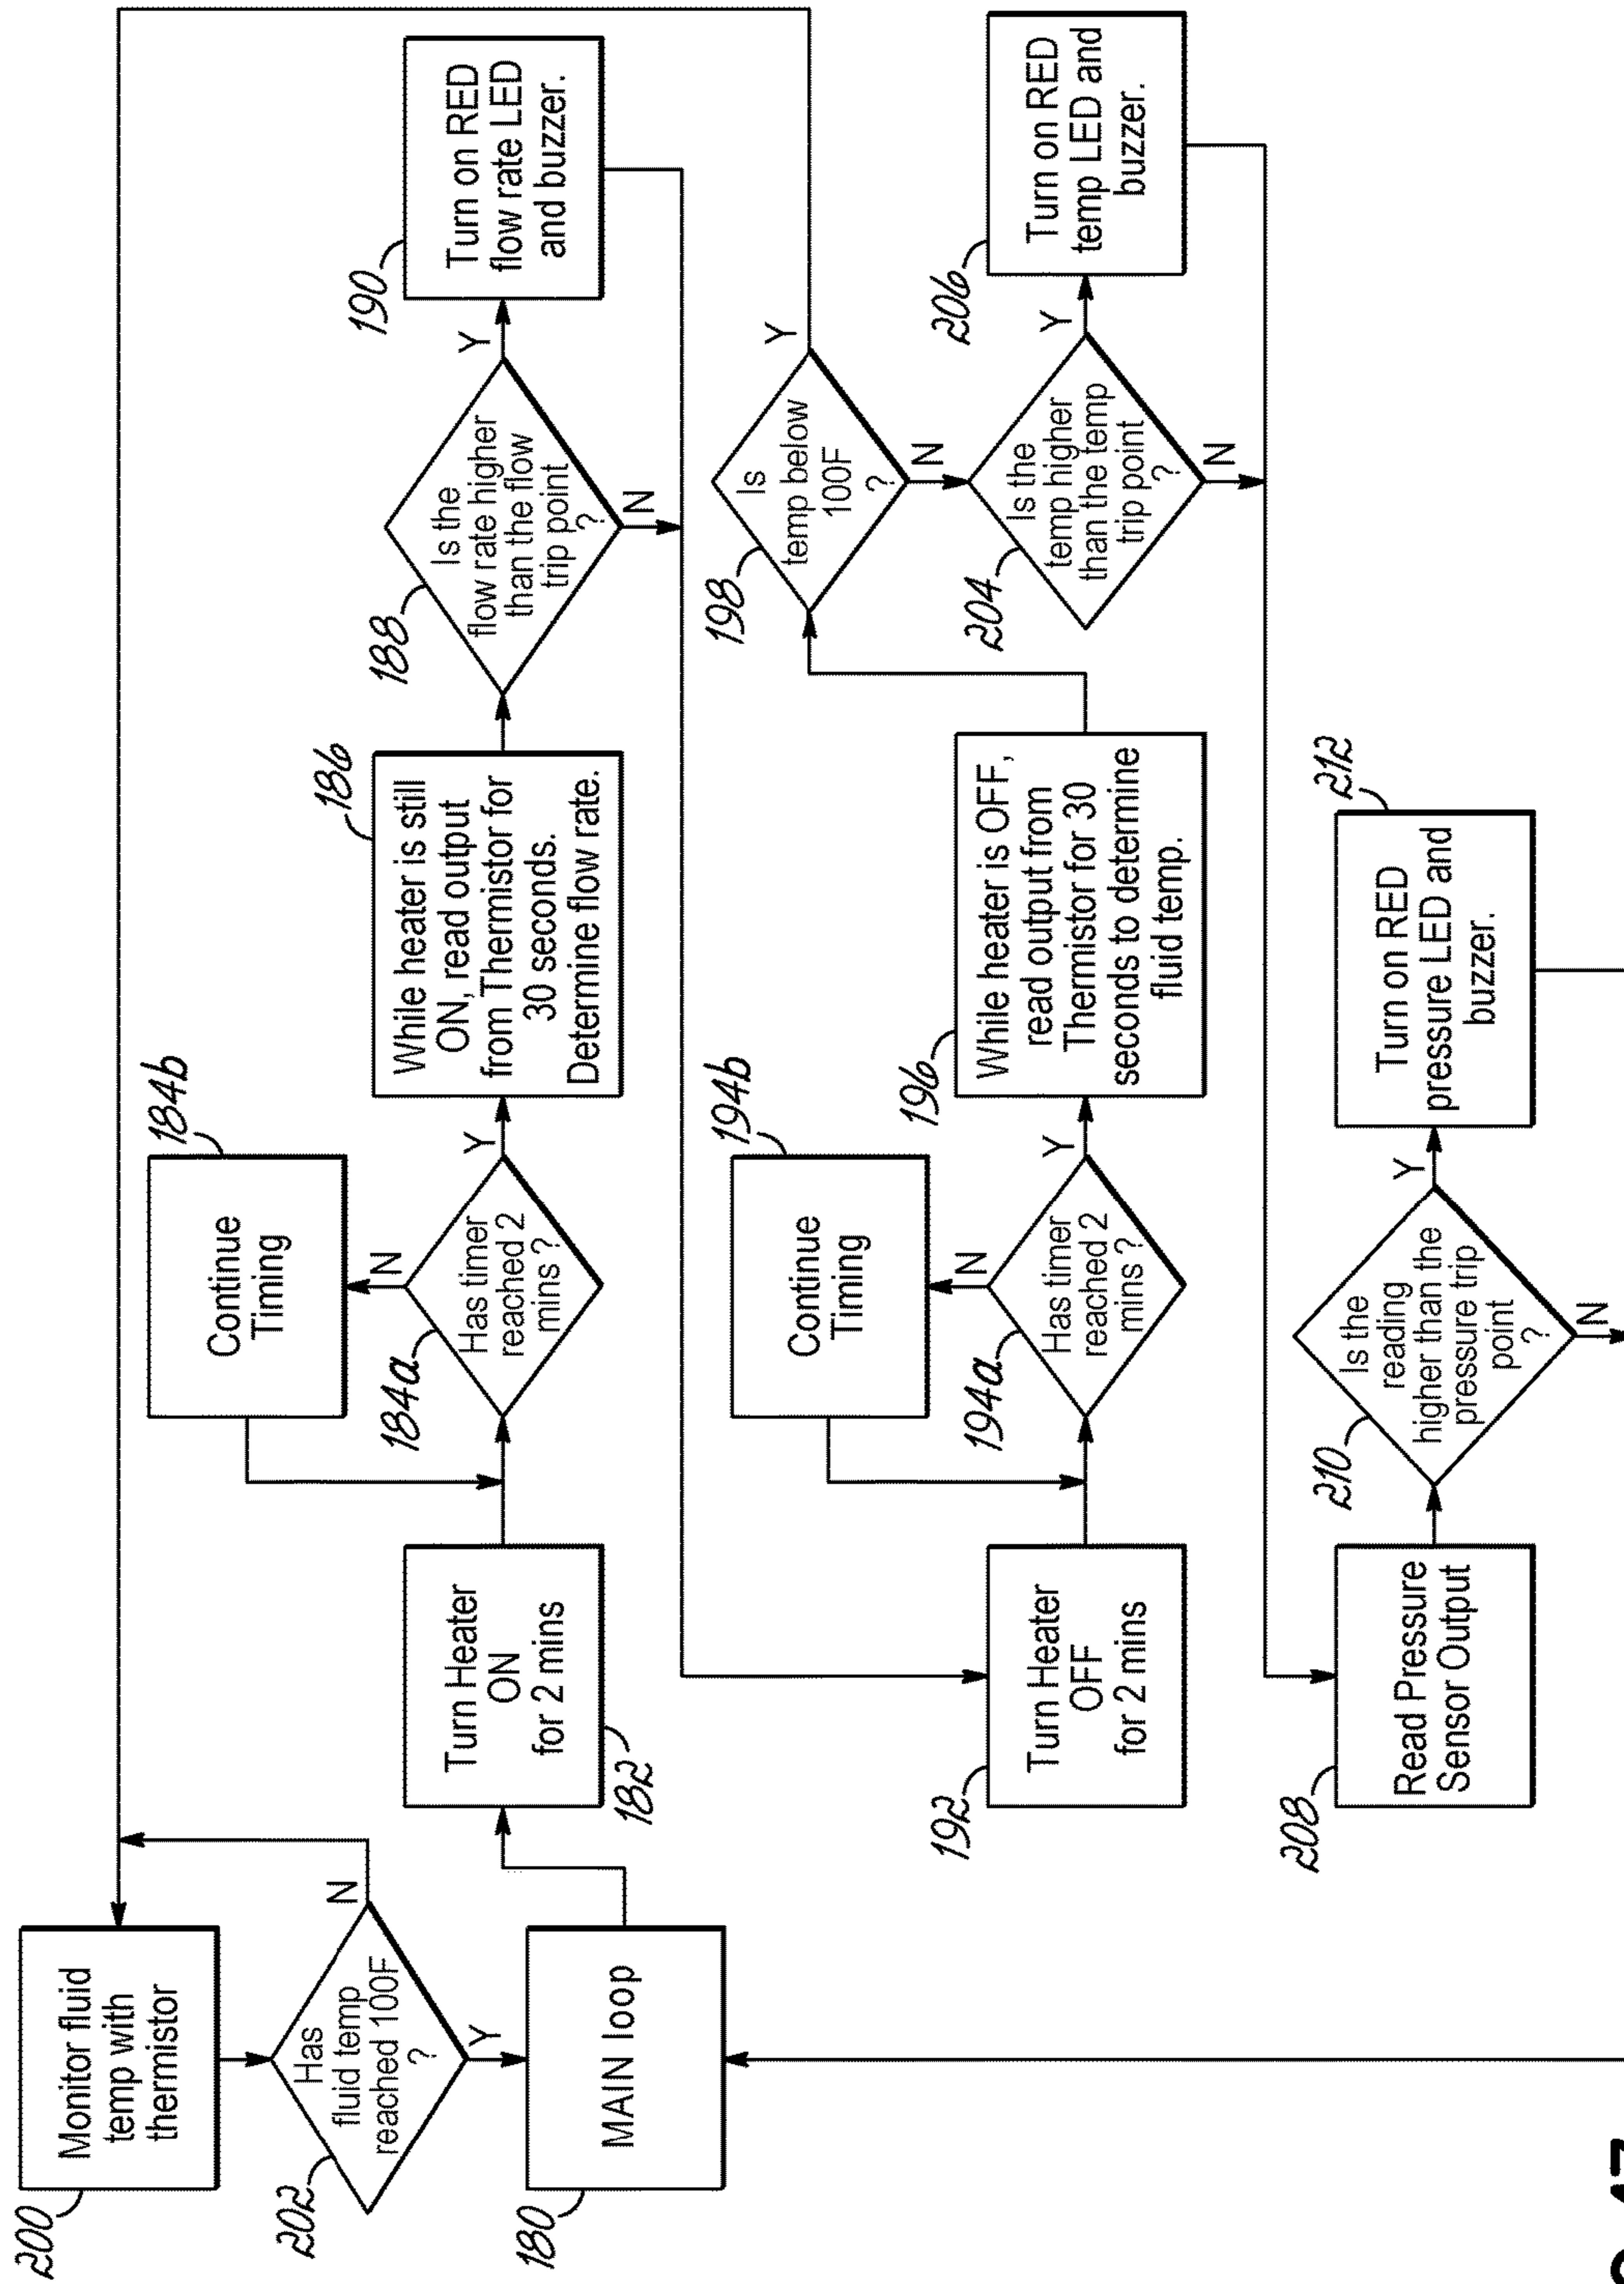 200
Monitor fluid
temp with
thermistor
202
Has
fluid temp
reached 100F
?
N
Y
180
MAIN loop
182
Turn Heater
ON
for 2 mins
184a
Has timer
reached 2
mins ?
N
Y
184b
Continue
Timing
186
While heater is still
ON, read output
from Thermistor for
30 seconds.
Determine flow rate.
188
Is the
flow rate higher
than the flow
trip point
?
Y
N
190
Turn on RED
flow rate LED
and buzzer.
192
Turn Heater
OFF
for 2 mins
194a
Has timer
reached 2
mins ?
N
Y
194b
Continue
Timing
196
While heater is OFF,
read output from
Thermistor for 30
seconds to determine
fluid temp.
198
Is
temp below
100F
?
Y
N
204
Is the
temp higher
than the temp
trip point
?
Y
N
206
Turn on RED
temp LED and
buzzer.
208
Read Pressure
Sensor Output
210
Is the
reading
higher than the
pressure trip
point
?
Y
N
212
Turn on RED
pressure LED and
buzzer.